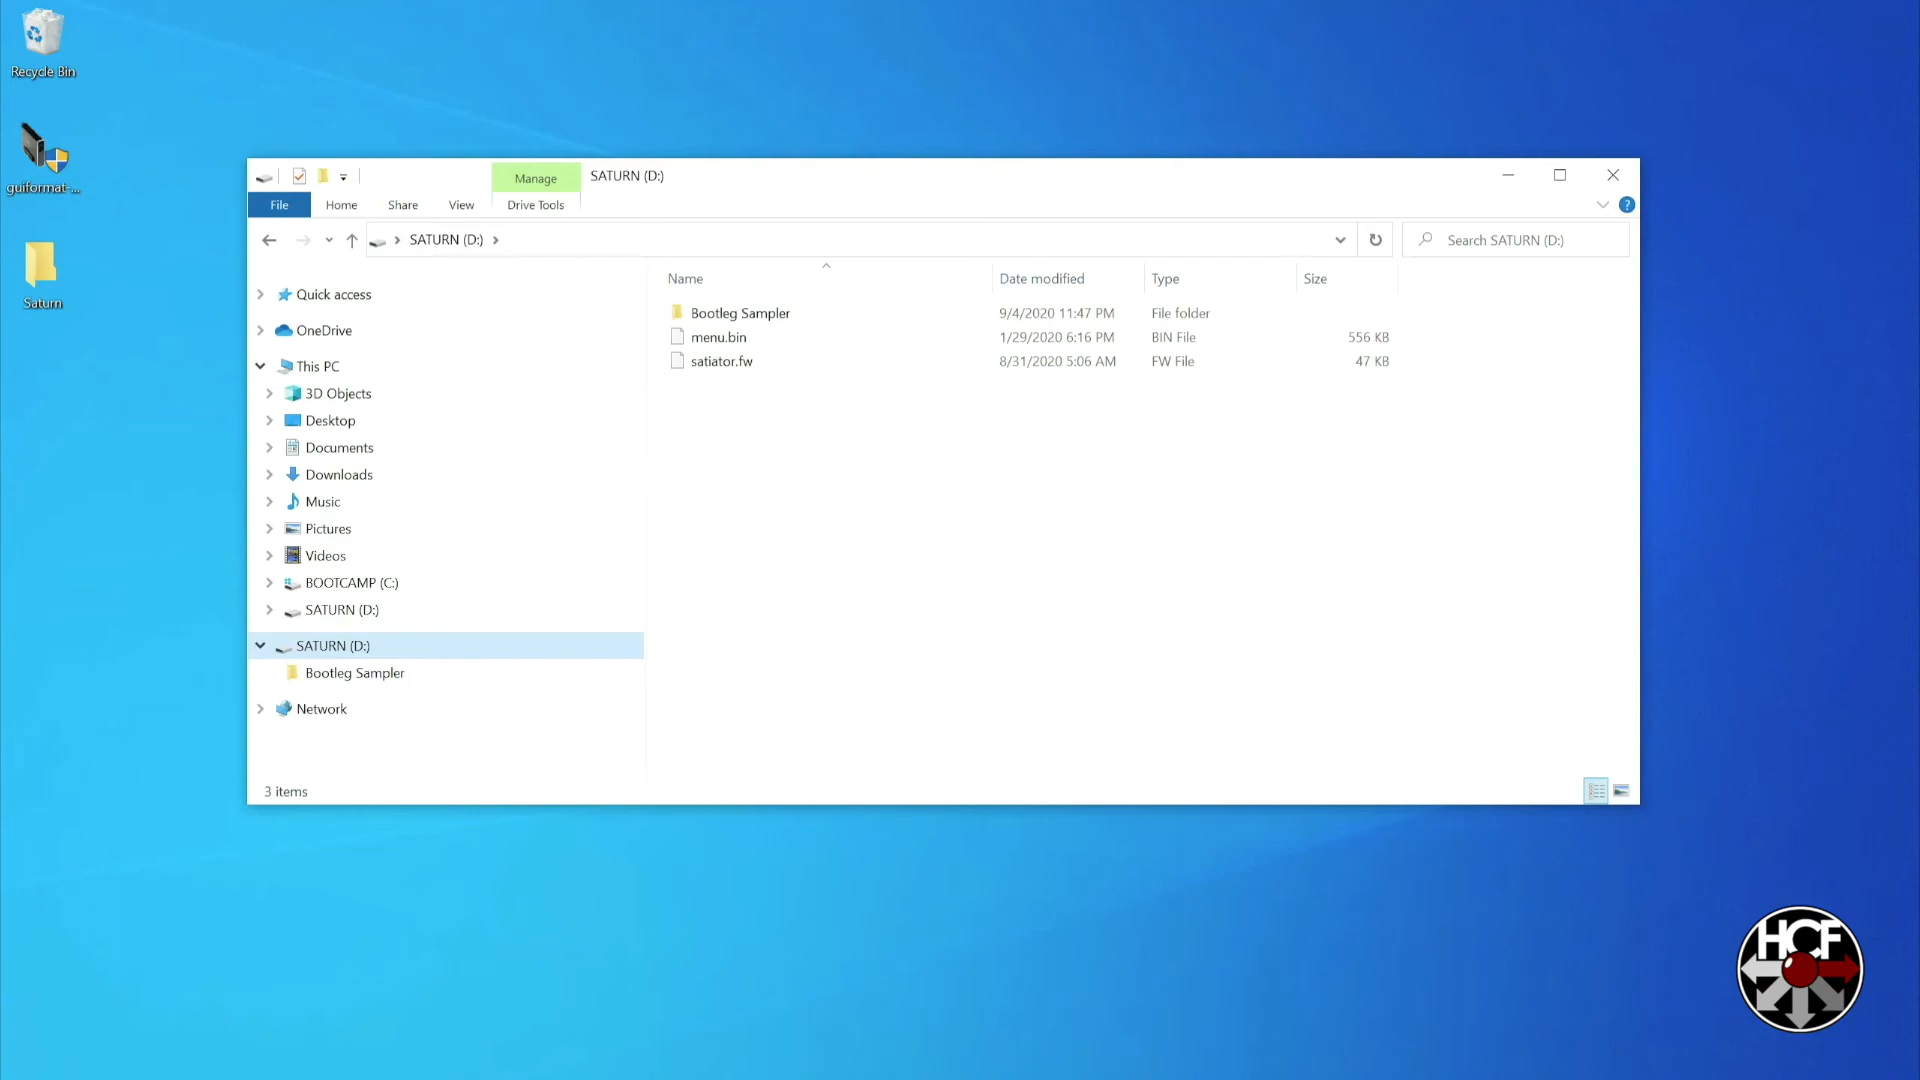 Recycle Bin
guiformat-...
Saturn
Manage
SATURN (D:)
File
Home
Share
View
Drive Tools
?
SATURN (D:)
Search SATURN (D:)
Quick access
OneDrive
This PC
3D Objects
Desktop
Documents
Downloads
Music
Pictures
Videos
BOOTCAMP (C:)
SATURN (D:)
SATURN (D:)
Bootleg Sampler
Network
Name Date modified Type Size
Bootleg Sampler 9/4/2020 11:47 PM File folder
menu.bin 1/29/2020 6:16 PM BIN File 556 KB
satiator.fw 8/31/2020 5:06 AM FW File 47 KB
3 items
HCF